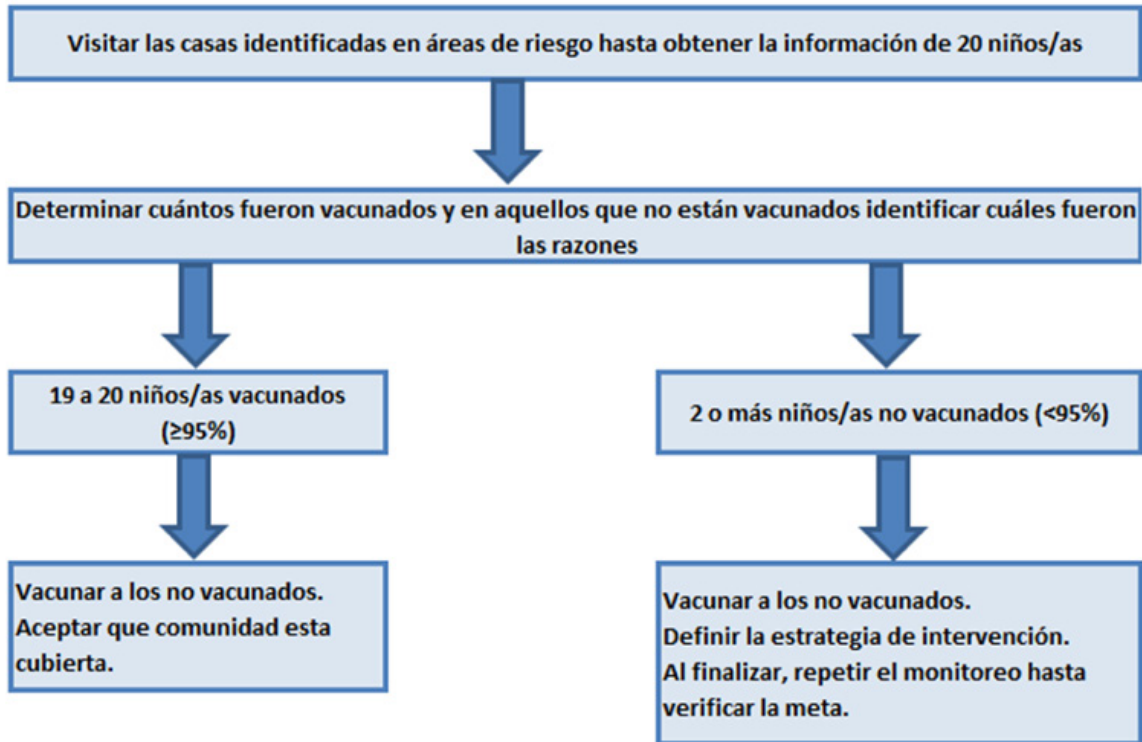 Visitar las casas identificadas en áreas de riesgo hasta obtener la información de 20 niños/as
Determinar cuántos fueron vacunados y en aquellos que no están vacunados identificar cuáles fueron
las razones
19 a 20 niños/as vacunados
(≥95%)
2 o más niños/as no vacunados (<95%)
Vacunar a los no vacunados.
Aceptar que comunidad esta
cubierta.
Vacunar a los no vacunados.
Definir la estrategia de intervención.
Al finalizar, repetir el monitoreo hasta
verificar la meta.